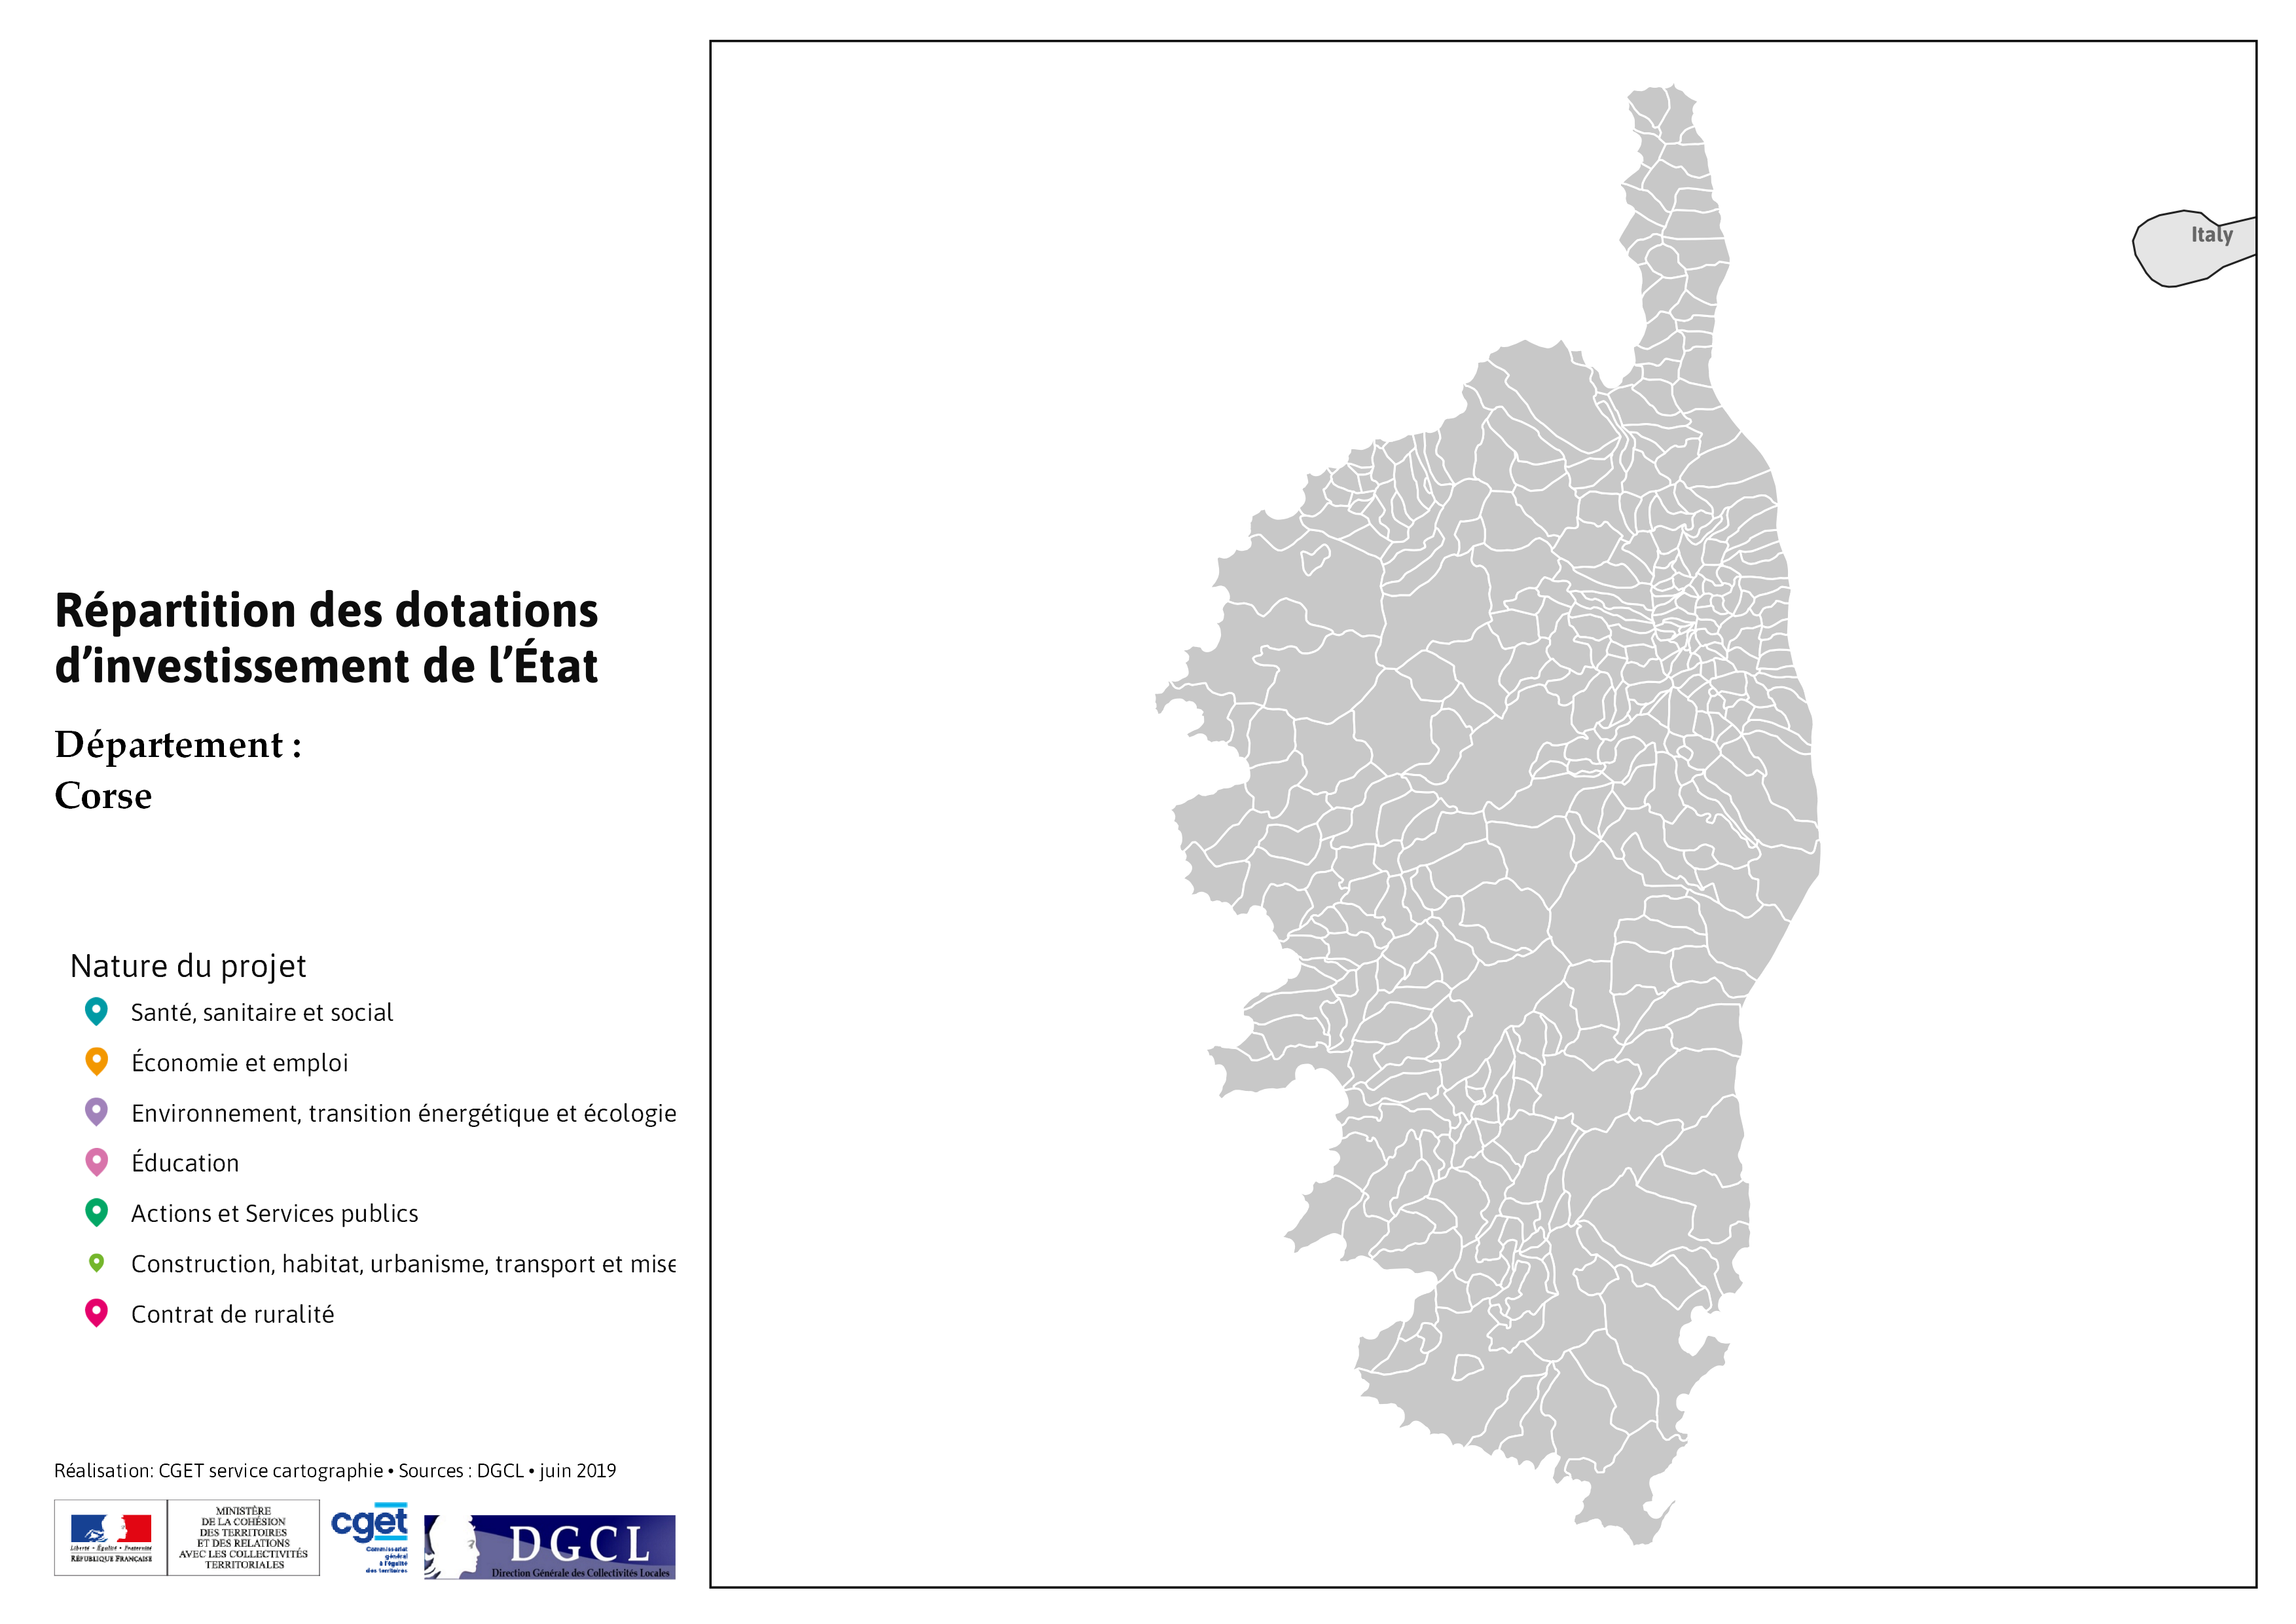 Répartition des dotations
d’investissement de l’État
Département :
Corse
Nature du projet
Santé, sanitaire et social
Économie et emploi
Environnement, transition énergétique et écologie
Éducation
Actions et Services publics
Construction, habitat, urbanisme, transport et mise
Contrat de ruralité
Réalisation: CGET service cartographie • Sources : DGCL • juin 2019
Liberté • Égalité • Fraternité
RÉPUBLIQUE FRANÇAISE
MINISTÈRE
DE LA COHÉSION
DES TERRITOIRES
ET DES RELATIONS
AVEC LES COLLECTIVITÉS
TERRITORIALES
cget
Commissariat
général
à l'égalité
des territoires
DGCL
Direction Générale des Collectivités Locales
Italy